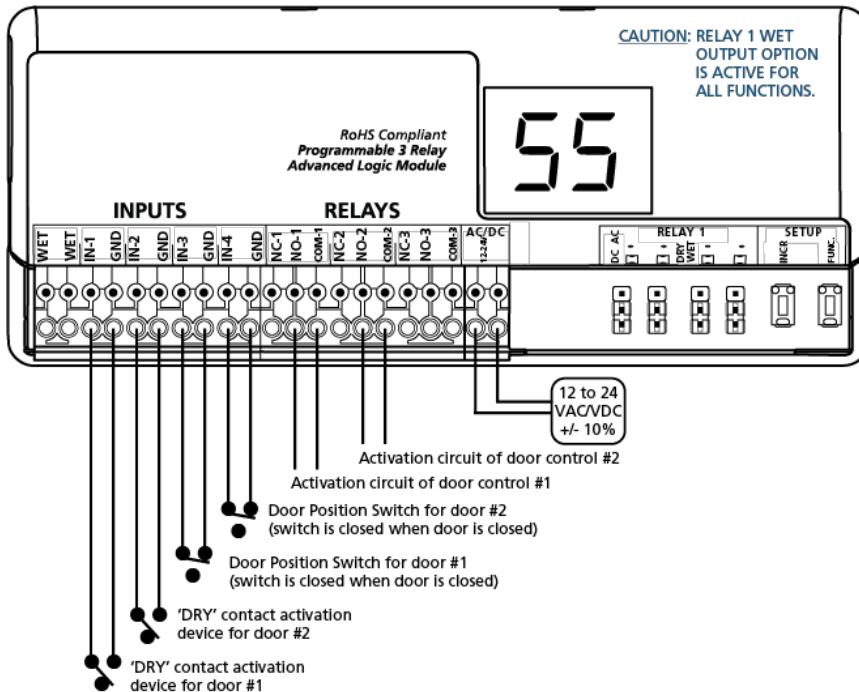 CAUTION: RELAY 1 WET
OUTPUT OPTION
IS ACTIVE FOR
ALL FUNCTIONS.
55
RoHS Compliant
Programmable 3 Relay
Advanced Logic Module
INPUTS
RELAYS
WET
WET
IN-1
GND
IN-2
GND
IN-3
GND
IN-4
GND
NC-1
NO-1
COM-1
NC-2
NO-2
COM-2
NC-3
NO-3
COM-3
AC/DC
12-24V
RELAY 1
DC AC
DRY
WET
SETUP
INCR
FUNC.
12 to 24
VAC/VDC
+/- 10%
Activation circuit of door control #2
Activation circuit of door control #1
Door Position Switch for door #2
(switch is closed when door is closed)
Door Position Switch for door #1
(switch is closed when door is closed)
'DRY' contact activation
device for door #2
'DRY' contact activation
device for door #1